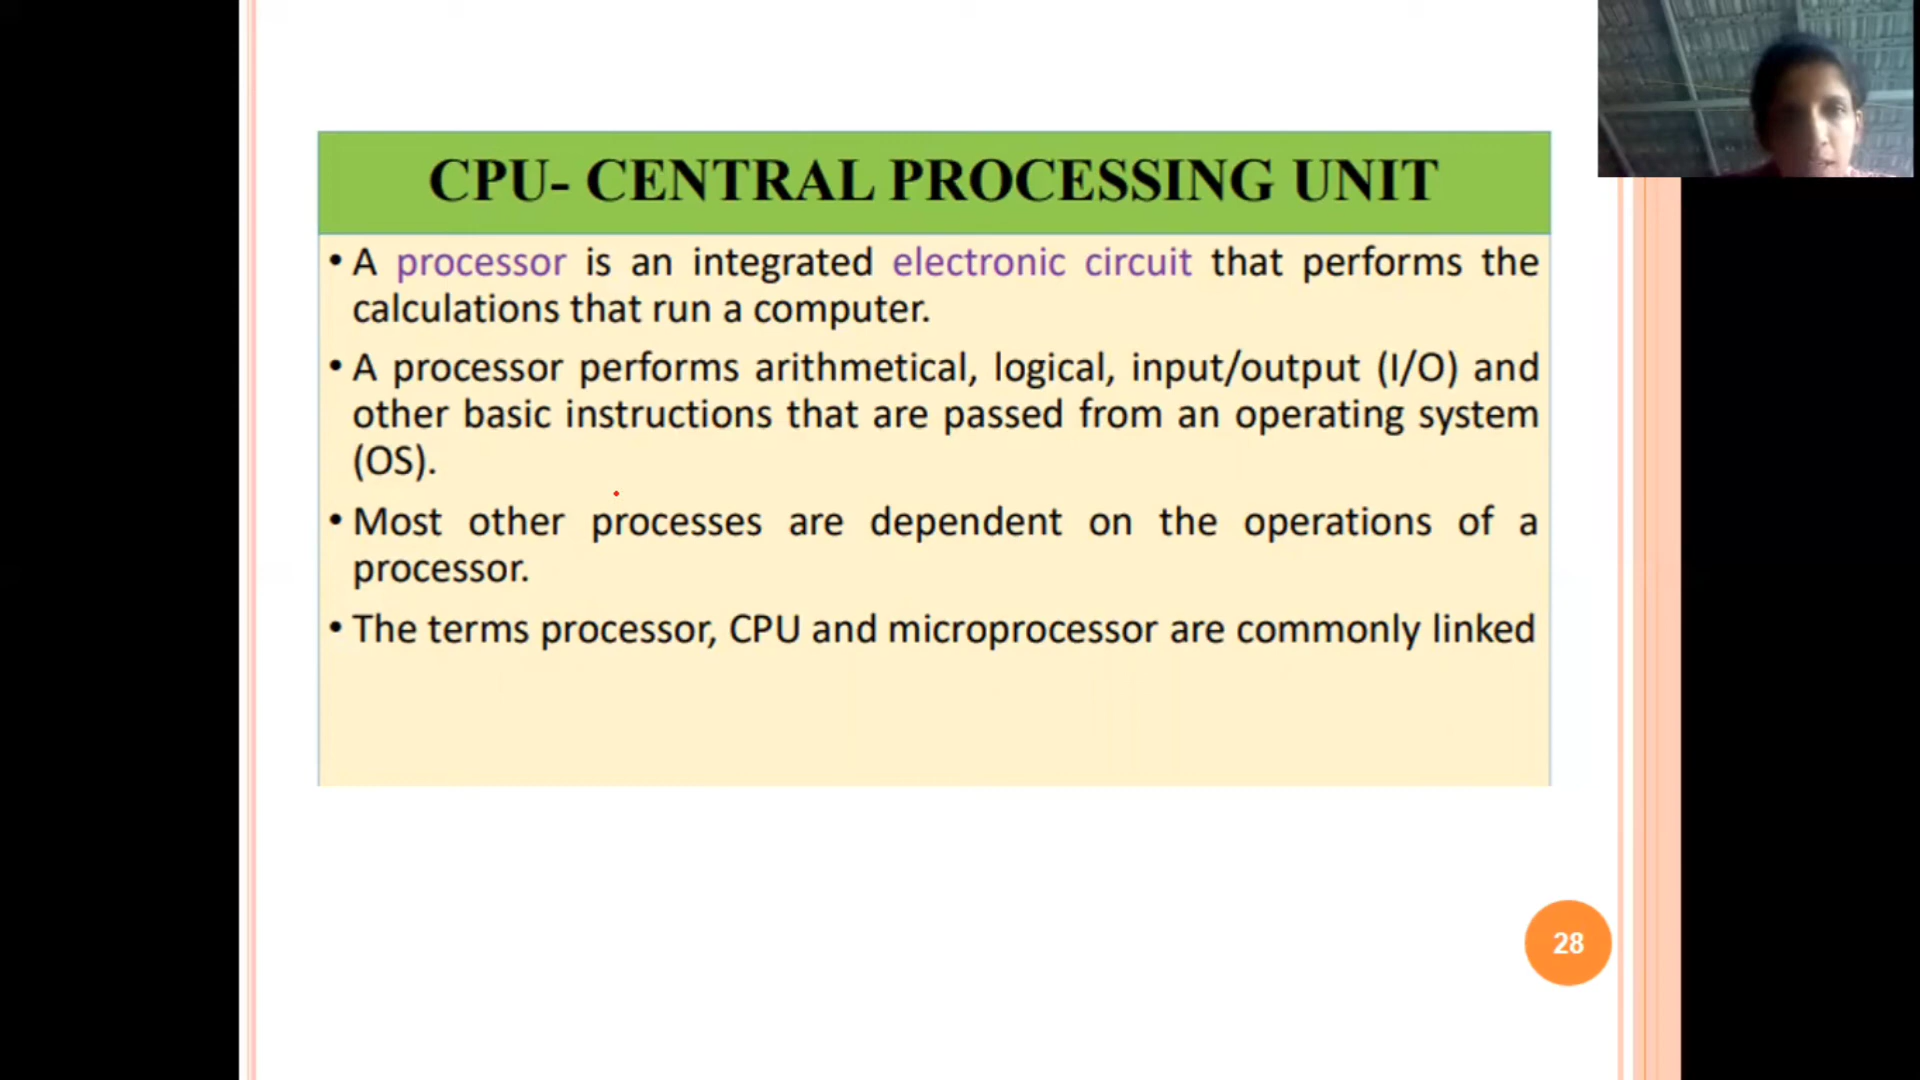 CPU- CENTRAL PROCESSING UNIT
• A processor is an integrated electronic circuit that performs the
calculations that run a computer.
• A processor performs arithmetical, logical, input/output (I/O) and
other basic instructions that are passed from an operating system
(OS).
• Most other processes are dependent on the operations of a
processor.
• The terms processor, CPU and microprocessor are commonly linked
28